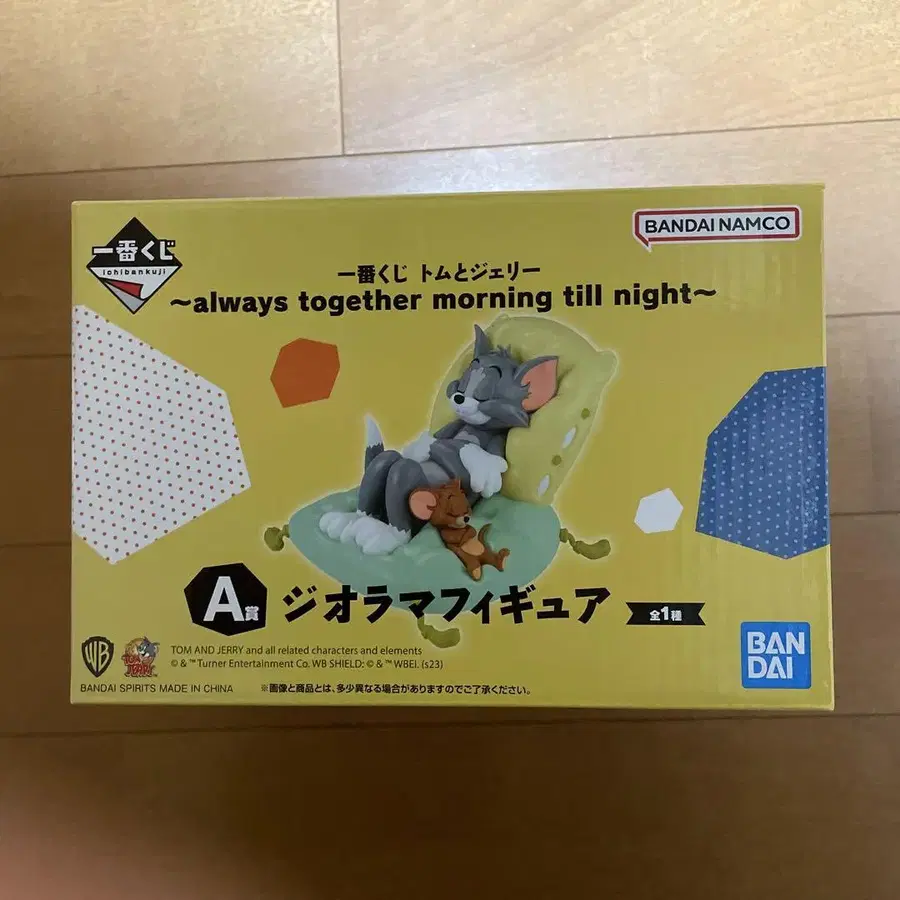 一番くじ
ichibankuji
BANDAI NAMCO
一番くじ トムとジェリー
～always together morning till night～
A賞
ジオラマフィギュア
全1種
WB
TOM and JERRY
TOM AND JERRY and all related characters and elements
© & ™ Turner Entertainment Co. WB SHIELD: © & ™ WBEI. (s23)
BANDAI SPIRITS MADE IN CHINA
※画像と商品とは、多少異なる場合がありますのでご了承ください。
BAN
DAI